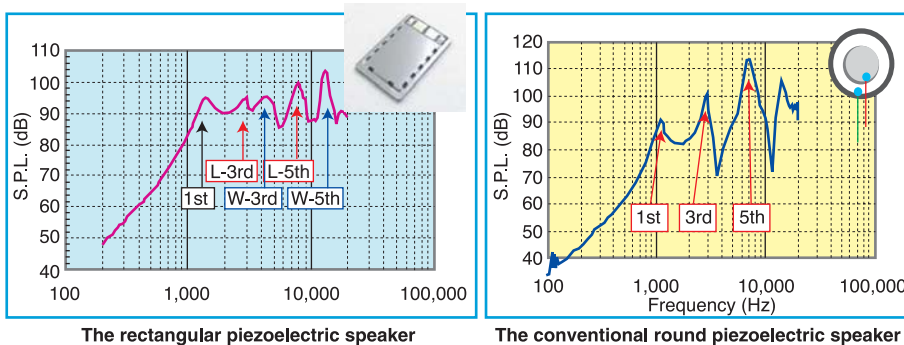 110
100
90
80
70
60
50
40
S.P.L. (dB)
L-3rd
L-5th
1st
W-3rd
W-5th
100
1,000
10,000
100,000
The rectangular piezoelectric speaker
120
110
100
90
80
70
60
50
40
S.P.L. (dB)
1st
3rd
5th
100
1,000
10,000
100,000
Frequency (Hz)
The conventional round piezoelectric speaker